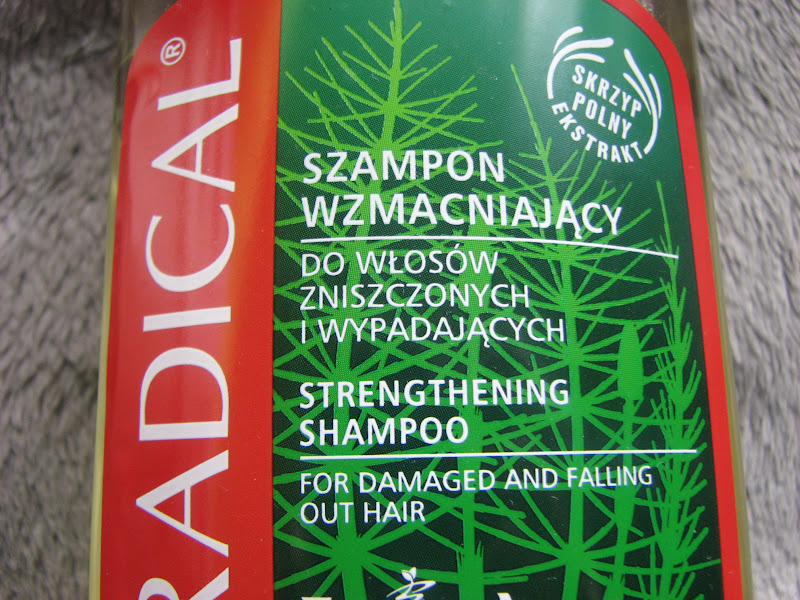 RADICAL®
SKRZYP
POLNY
EKSTRAKT
SZAMPON
WZMACNIAJĄCY
DO WŁOSÓW
ZNISZCZONYCH
I WYPADAJĄCYCH
STRENGTHENING
SHAMPOO
FOR DAMAGED AND FALLING
OUT HAIR